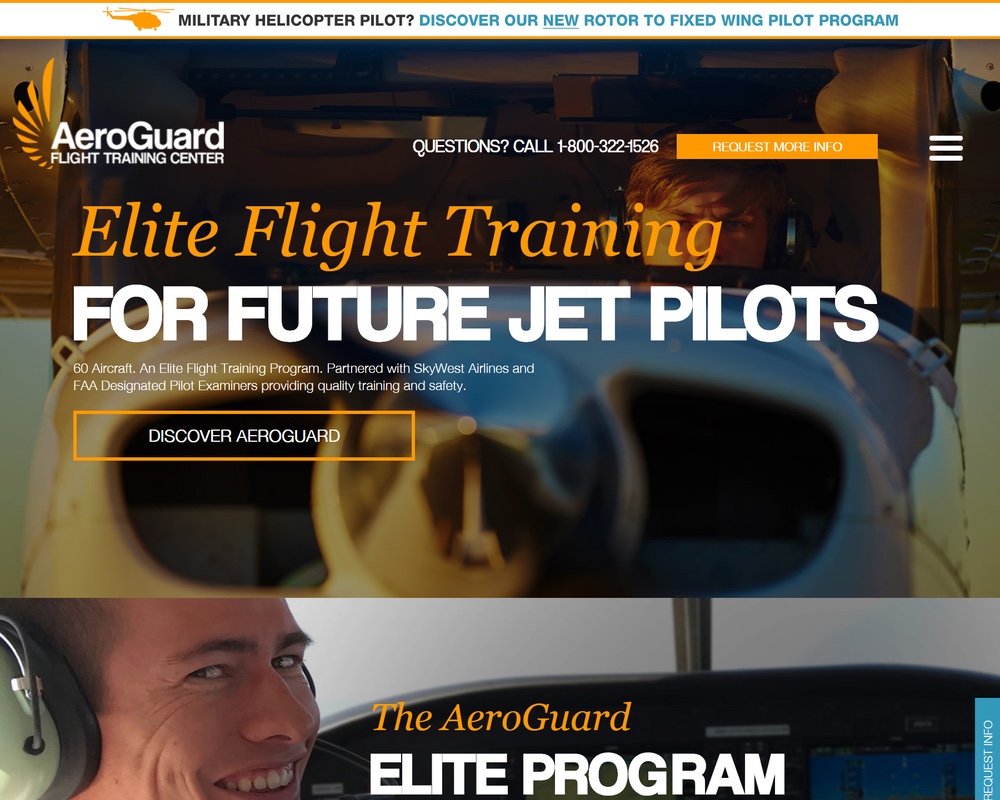 MILITARY HELICOPTER PILOT? DISCOVER OUR NEW ROTOR TO FIXED WING PILOT PROGRAM
AeroGuard
FLIGHT TRAINING CENTER
QUESTIONS? CALL 1-800-322-1526
REQUEST MORE INFO
Elite Flight Training
FOR FUTURE JET PILOTS
60 Aircraft. An Elite Flight Training Program. Partnered with SkyWest Airlines and
FAA Designated Pilot Examiners providing quality training and safety.
DISCOVER AEROGUARD
The AeroGuard
ELITE PROGRAM
REQUEST INFO